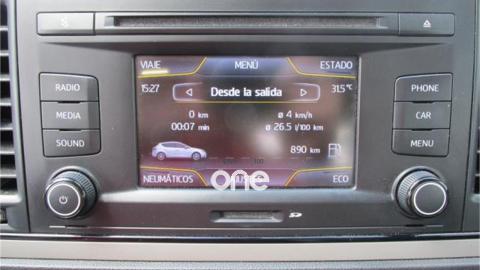 VIAJE MENÚ ESTADO
15:27 Desde la salida 31.5 °C
0 km ø 4 km/h
00:07 min ø 26.5 l/100 km
890 km
NEUMÁTICOS one ECO
RADIO
MEDIA
SOUND
PHONE
CAR
MENU
SD